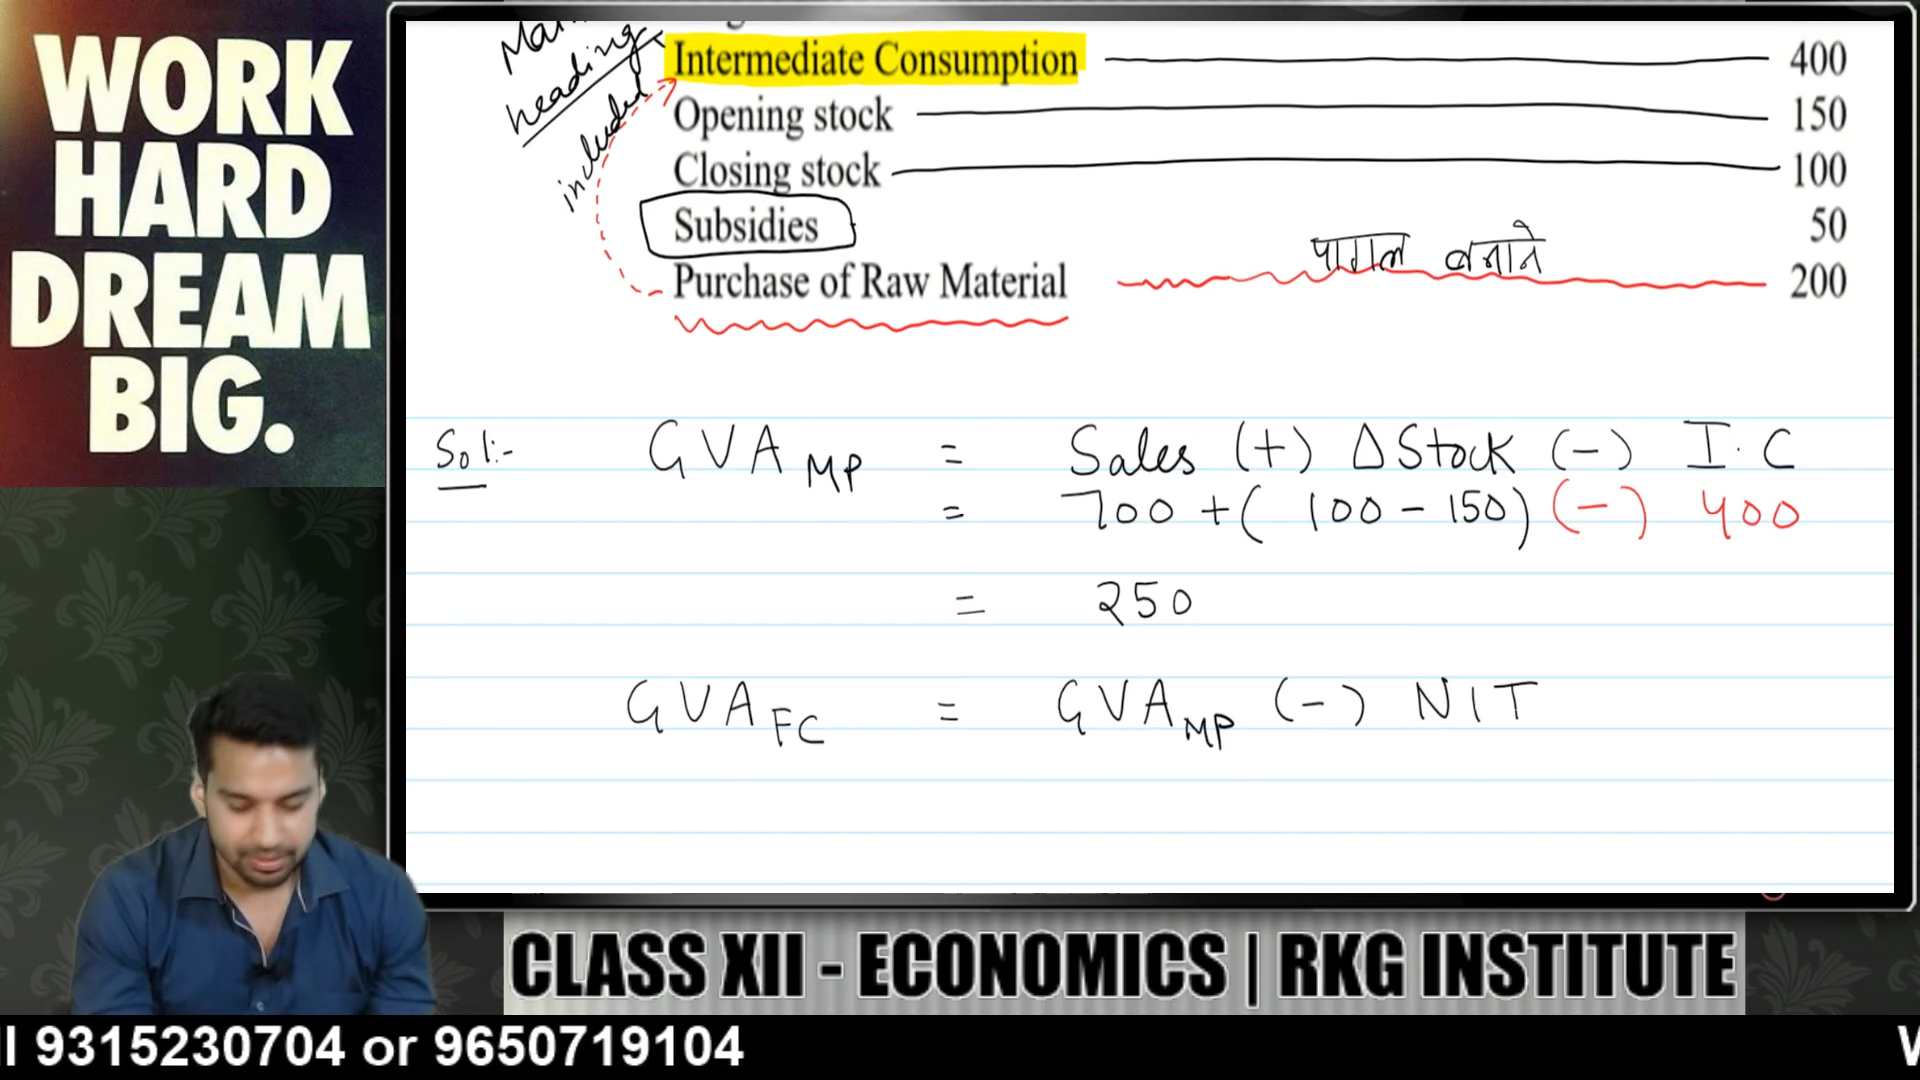 WORK
HARD
DREAM
BIG.
heading
included
Intermediate Consumption 400
Opening stock 150
Closing stock 100
Subsidies 50
पागल बनाने
Purchase of Raw Material 200
Sol:- GVA MP = Sales (+) Δ Stock (-) I.C
= 700 + ( 100 - 150) (-) 400
= 250
GVA FC = GVA MP (-) NIT
CLASS XII - ECONOMICS | RKG INSTITUTE
9315230704 or 9650719104